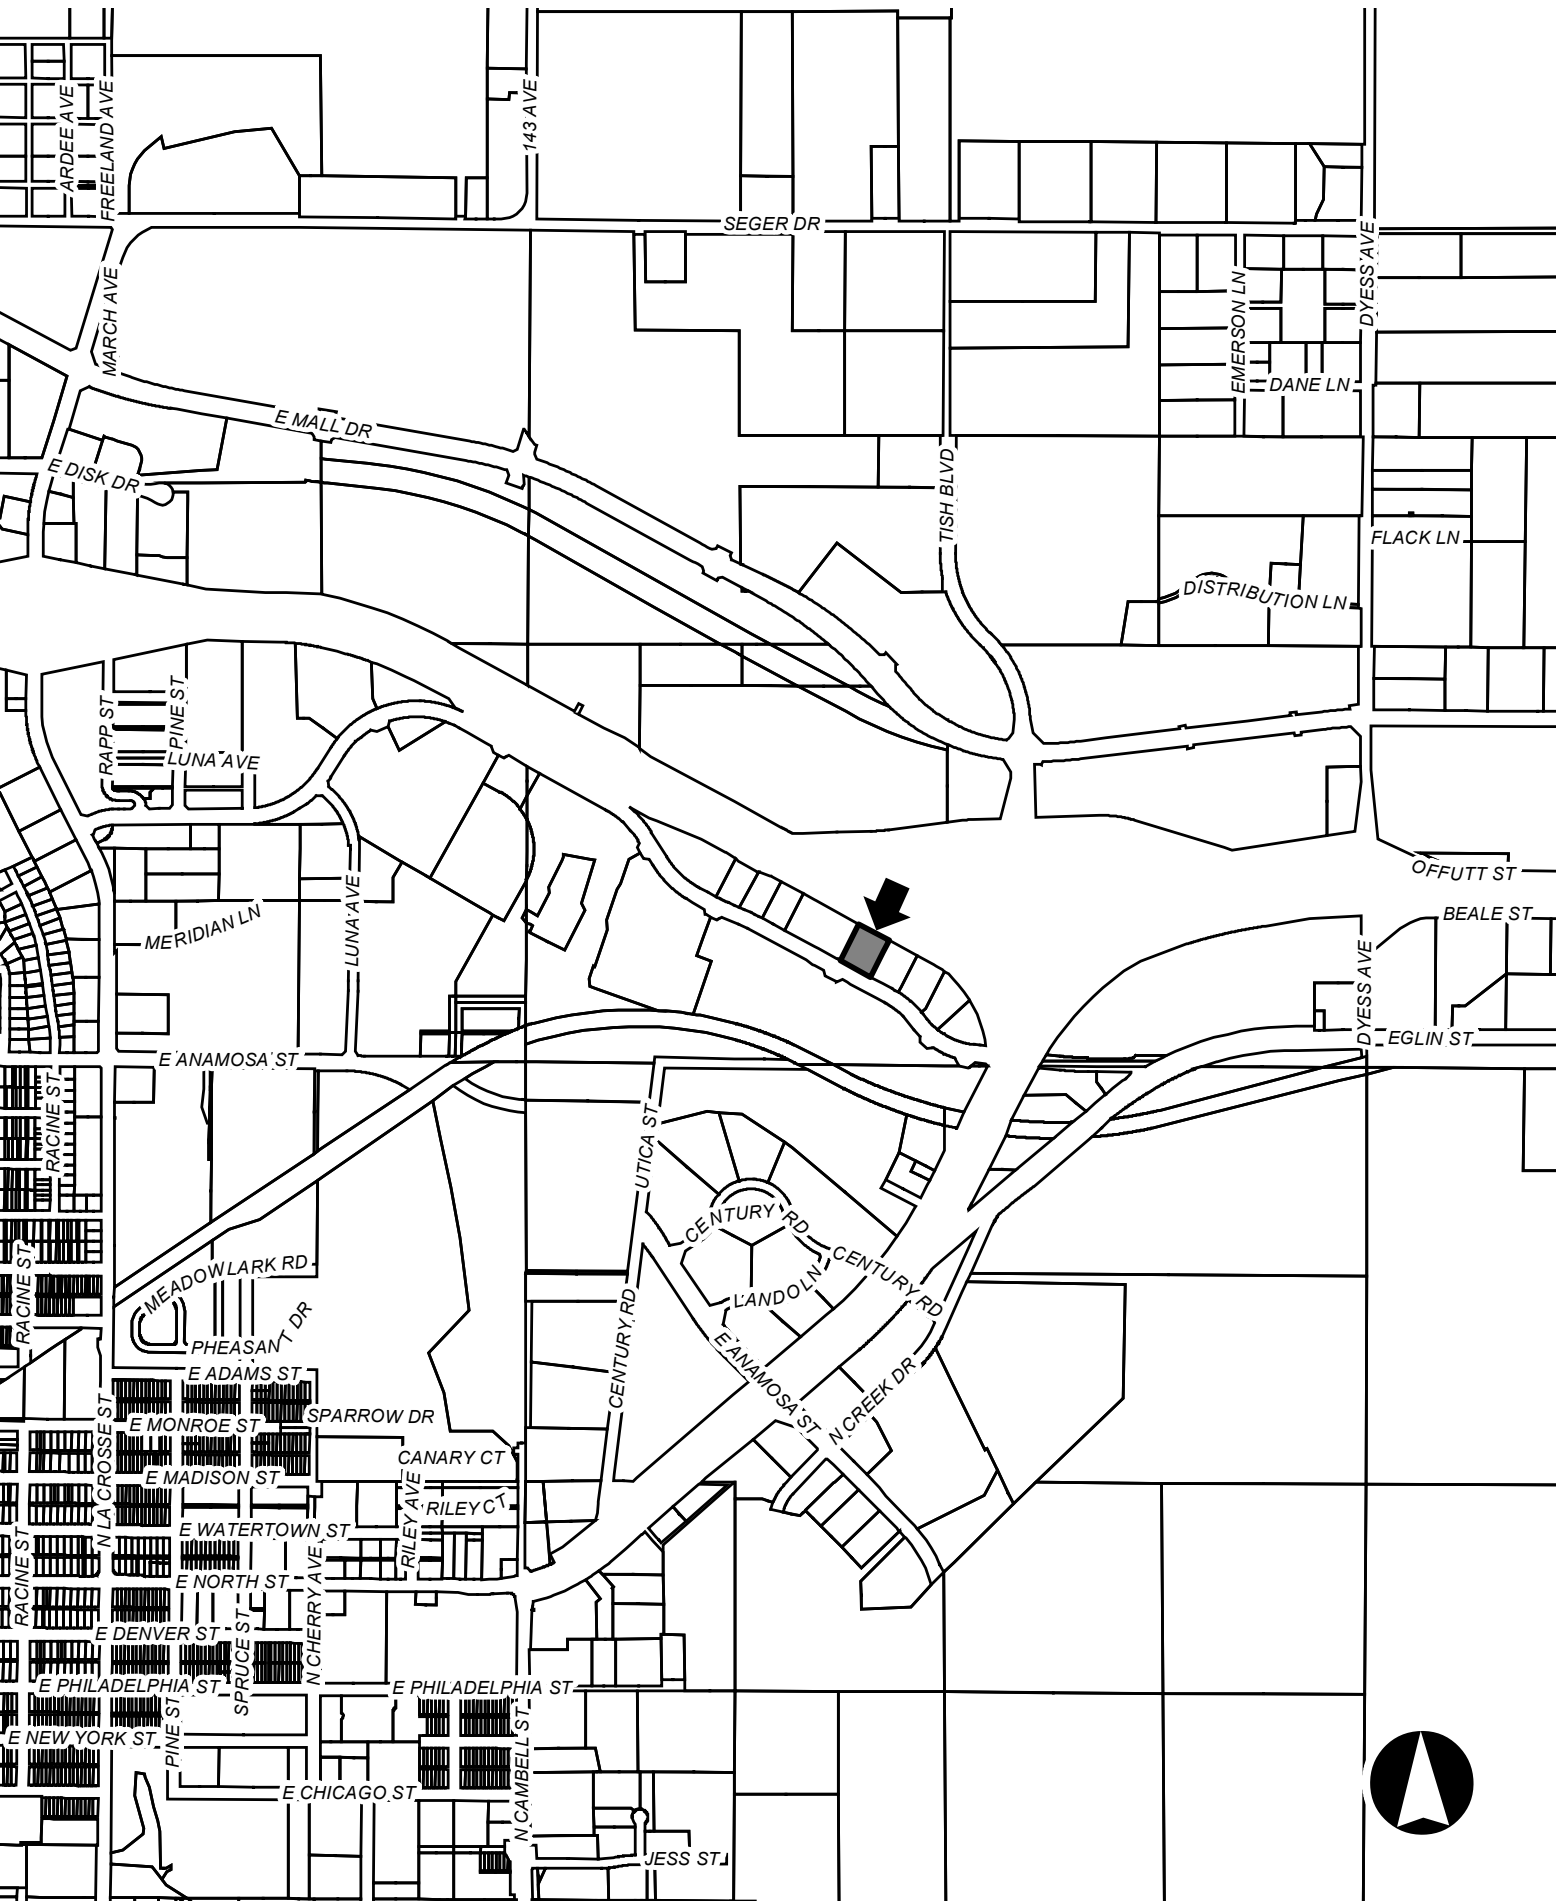 ARDEE AVE
FREELAND AVE
143 AVE
SEGER DR
DYESS AVE
MARCH AVE
EMERSON LN
DANE LN
E MALL DR
E DISK DR
TISH BLVD
FLACK LN
DISTRIBUTION LN
RAPP ST
PINE ST
LUNA AVE
OFFUTT ST
BEALE ST
MERIDIAN LN
LUNA AVE
DYESS AVE
EGLIN ST
E ANAMOSA ST
RACINE ST
UTICA ST
CENTURY RD
CENTURY RD
LANDO LN
MEADOWLARK RD
RACINE ST
PHEASANT DR
CENTURY RD
E ANAMOSA ST
N CREEK DR
E ADAMS ST
N LA CROSSE ST
E MONROE ST
SPARROW DR
CANARY CT
E MADISON ST
RILEY AVE
RILEY CT
E WATERTOWN ST
RACINE ST
E NORTH ST
N CHERRY AVE
E DENVER ST
SPRUCE ST
E PHILADELPHIA ST
E PHILADELPHIA ST
PINE ST
E NEW YORK ST
N CAMBELL ST
E CHICAGO ST
JESS ST